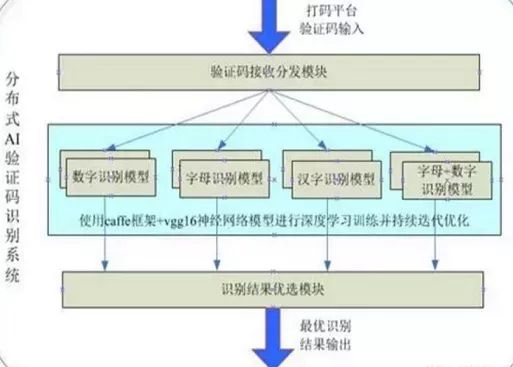 打码平台
验证码输入
分布式AI验证码识别系统
验证码接收分发模块
数字识别模型
字母识别模型
汉字识别模型
字母+数字
识别模型
使用caffe框架+vgg16神经网络模型进行深度学习训练并持续迭代优化
识别结果优选模块
最优识别
结果输出